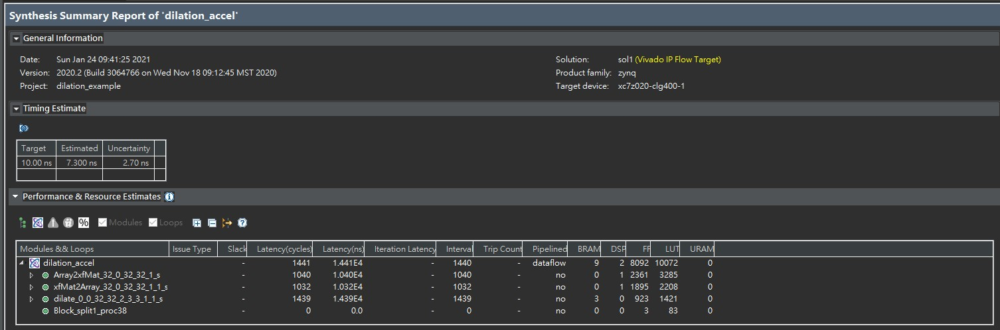 Synthesis Summary Report of 'dilation_accel'
General Information
Date: Sun Jan 24 09:41:25 2021 Solution: sol1 (Vivado IP Flow Target)
Version: 2020.2 (Build 3064766 on Wed Nov 18 09:12:45 MST 2020) Product family: zynq
Project: dilation_example Target device: xc7z020-clg400-1
Timing Estimate
Target Estimated Uncertainty
10.00 ns 7.300 ns 2.70 ns
Performance & Resource Estimates
% Modules Loops
Modules && Loops Issue Type Slack Latency(cycles) Latency(ns) Iteration Latency Interval Trip Count Pipelined BRAM DSP FF LUT URAM
dilation_accel - 1441 1.441E4 - 1440 - dataflow 9 2 8092 10072 0
Array2xfMat_32_0_32_32_1_s - 1040 1.040E4 - 1040 - no 0 1 2361 3285 0
xfMat2Array_32_0_32_32_1_1_s - 1032 1.032E4 - 1032 - no 0 1 1895 2208 0
dilate_0_0_32_32_2_3_3_1_1_s - 1439 1.439E4 - 1439 - no 3 0 923 1421 0
Block_split1_proc38 - 0 0.0 - 0 - no 0 0 3 83 0